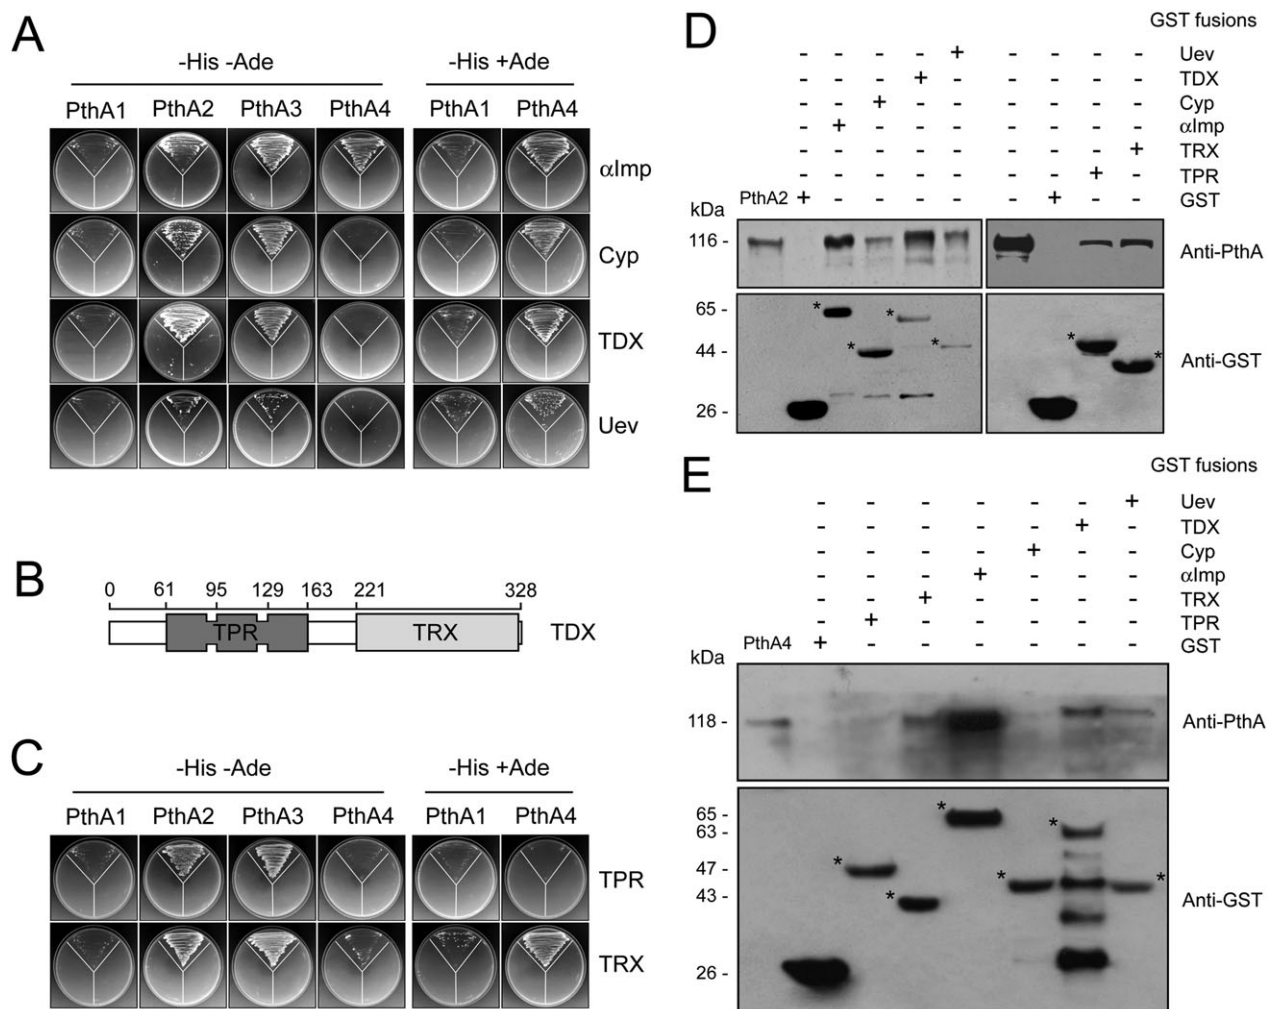 A
-His -Ade -His +Ade
PthA1 PthA2 PthA3 PthA4 PthA1 PthA4
αImp
Cyp
TDX
Uev
B
0 61 95 129 163 221 328
TPR TRX TDX
C
-His -Ade -His +Ade
PthA1 PthA2 PthA3 PthA4 PthA1 PthA4
TPR
TRX
D
GST fusions
- - - - - + - - - - Uev
- - - - + - - - - - TDX
- - - + - - - - - - Cyp
- - + - - - - - - - αImp
- - - - - - - - - + TRX
- - - - - - - - + - TPR
PthA2 + - - - - - + - - GST
kDa
116 - Anti-PthA
65 - * *
44 - * * * * Anti-GST
26 -
E
GST fusions
- - - - - - + Uev
- - - - - + - TDX
- - - - + - - Cyp
- - - + - - - αImp
- - + - - - - TRX
- + - - - - - TPR
PthA4 + - - - - - - GST
kDa
118 - Anti-PthA
65 - *
63 - *
47 - * * *
43 - * Anti-GST
26 -